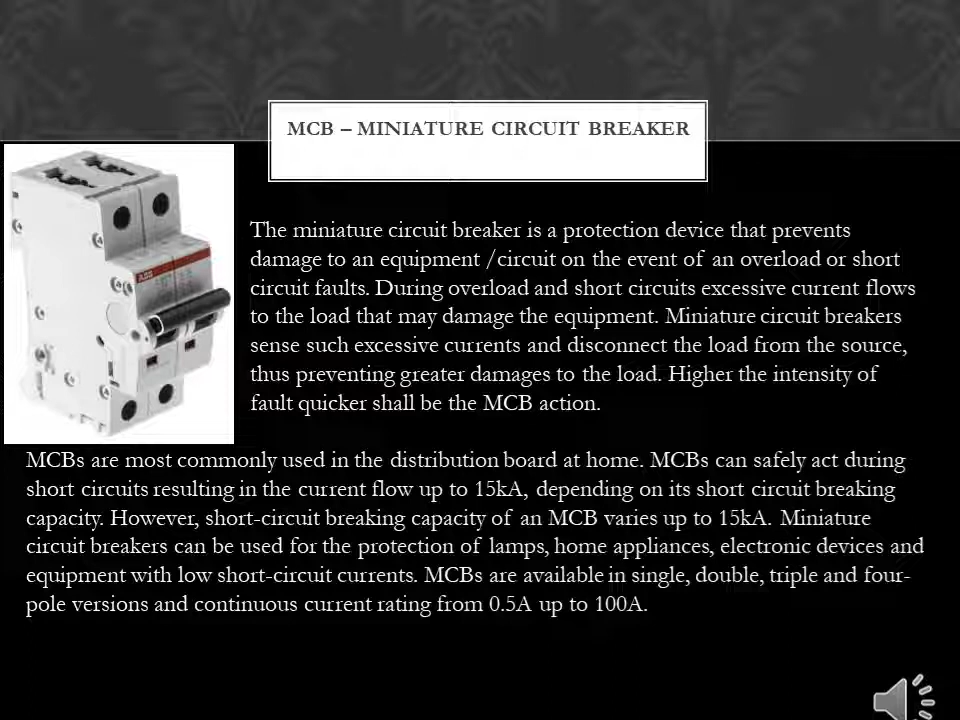 MCB – MINIATURE CIRCUIT BREAKER
ABB
The miniature circuit breaker is a protection device that prevents
damage to an equipment /circuit on the event of an overload or short
circuit faults. During overload and short circuits excessive current flows
to the load that may damage the equipment. Miniature circuit breakers
sense such excessive currents and disconnect the load from the source,
thus preventing greater damages to the load. Higher the intensity of
fault quicker shall be the MCB action.
MCBs are most commonly used in the distribution board at home. MCBs can safely act during
short circuits resulting in the current flow up to 15kA, depending on its short circuit breaking
capacity. However, short-circuit breaking capacity of an MCB varies up to 15kA. Miniature
circuit breakers can be used for the protection of lamps, home appliances, electronic devices and
equipment with low short-circuit currents. MCBs are available in single, double, triple and four-
pole versions and continuous current rating from 0.5A up to 100A.